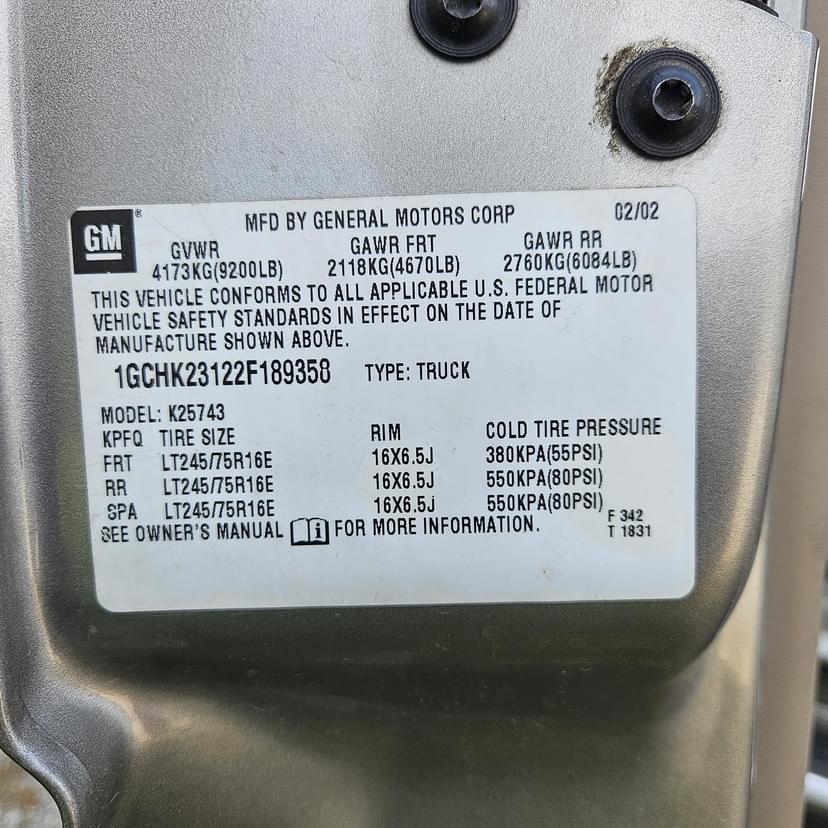 GM ® MFD BY GENERAL MOTORS CORP 02/02
GVWR GAWR FRT GAWR RR
4173KG(9200LB) 2118KG(4670LB) 2760KG(6084LB)
THIS VEHICLE CONFORMS TO ALL APPLICABLE U.S. FEDERAL MOTOR
VEHICLE SAFETY STANDARDS IN EFFECT ON THE DATE OF
MANUFACTURE SHOWN ABOVE.
1GCHK23122F189358 TYPE: TRUCK
MODEL: K25743
KPFQ TIRE SIZE RIM COLD TIRE PRESSURE
FRT LT245/75R16E 16X6.5J 380KPA(55PSI)
RR LT245/75R16E 16X6.5J 550KPA(80PSI)
SPA LT245/75R16E 16X6.5j 550KPA(80PSI)
SEE OWNER'S MANUAL i FOR MORE INFORMATION.
F 342
T 1831